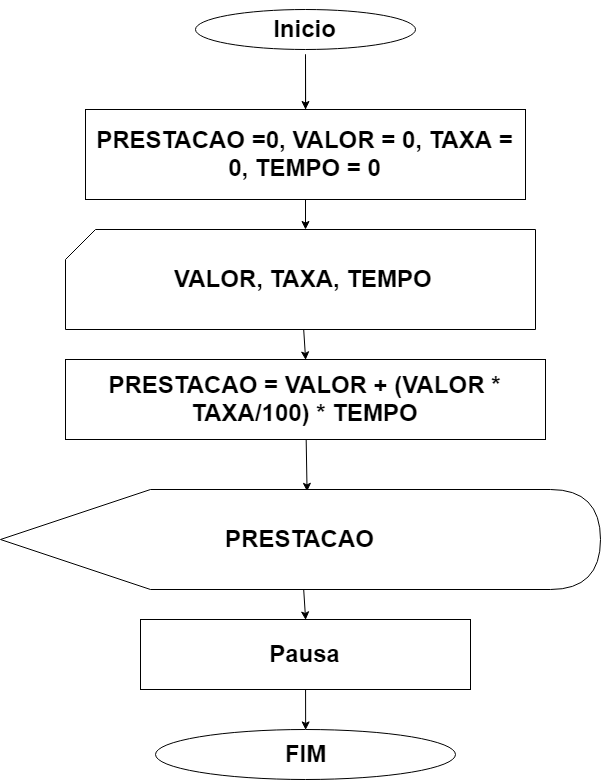 Inicio
PRESTACAO =0, VALOR = 0, TAXA =
0, TEMPO = 0
VALOR, TAXA, TEMPO
PRESTACAO = VALOR + (VALOR *
TAXA/100) * TEMPO
PRESTACAO
Pausa
FIM